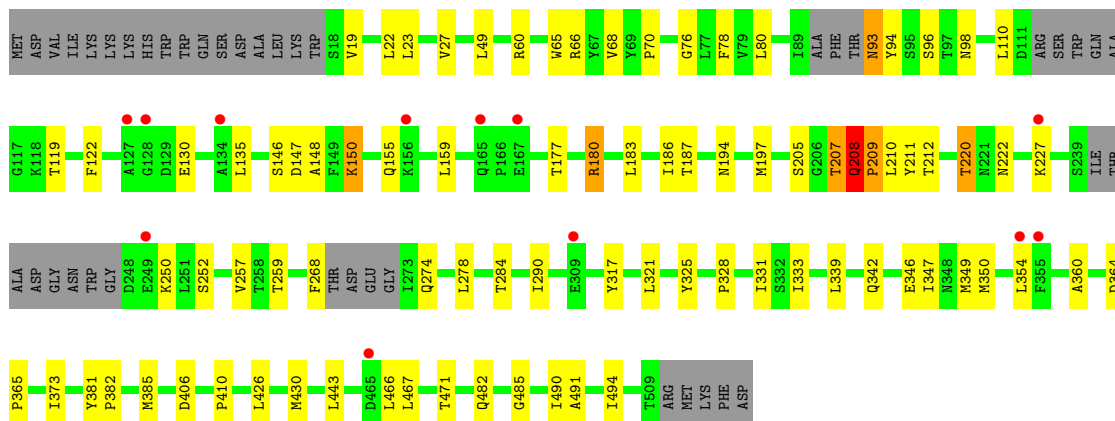 MET ASP VAL ILE LYS LYS LYS HIS TRP TRP GLN SER ASP ALA LEU LYS TRP S18 V19 L22 L23 V27 L49 R60 W65 R66 Y67 V68 Y69 P70 G76 L77 F78 V79 L80 I89 ALA PHE THR N93 Y94 S95 S96 T97 N98 L110 D111 ARG SER TRP GLN ALA
G117 K118 T119 F122 A127 G128 D129 E130 A134 L135 S146 D147 A148 F149 K150 Q155 K156 L159 Q165 P166 E167 T177 R180 L183 I186 T187 N194 M197 S205 G206 T207 Q208 P209 L210 Y211 T212 T220 N221 N222 K227 S239 ILE THR
ALA ASP GLY ASN TRP GLY D248 E249 K250 L251 S252 V257 T258 T259 F268 THR ASP GLU GLY I273 Q274 L278 T284 I290 E309 Y317 L321 Y325 P328 I331 S332 I333 L339 Q342 E346 I347 N348 M349 M350 L354 F355 A360 D364
P365 I373 Y381 P382 M385 D406 P410 L426 M430 L443 D465 L466 L467 T471 Q482 G485 I490 A491 I494 T509 ARG MET LYS PHE ASP